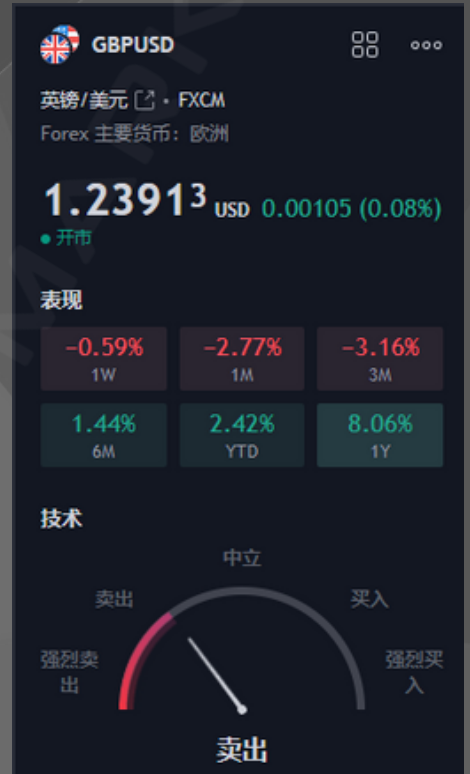 GBPUSD
英镑/美元 • FXCM
Forex 主要货币：欧洲
1.23913 USD 0.00105 (0.08%)
开市
表现
−0.59% −2.77% −3.16%
1W 1M 3M
1.44% 2.42% 8.06%
6M YTD 1Y
技术
中立
卖出 买入
强烈卖 强烈买
出 入
卖出